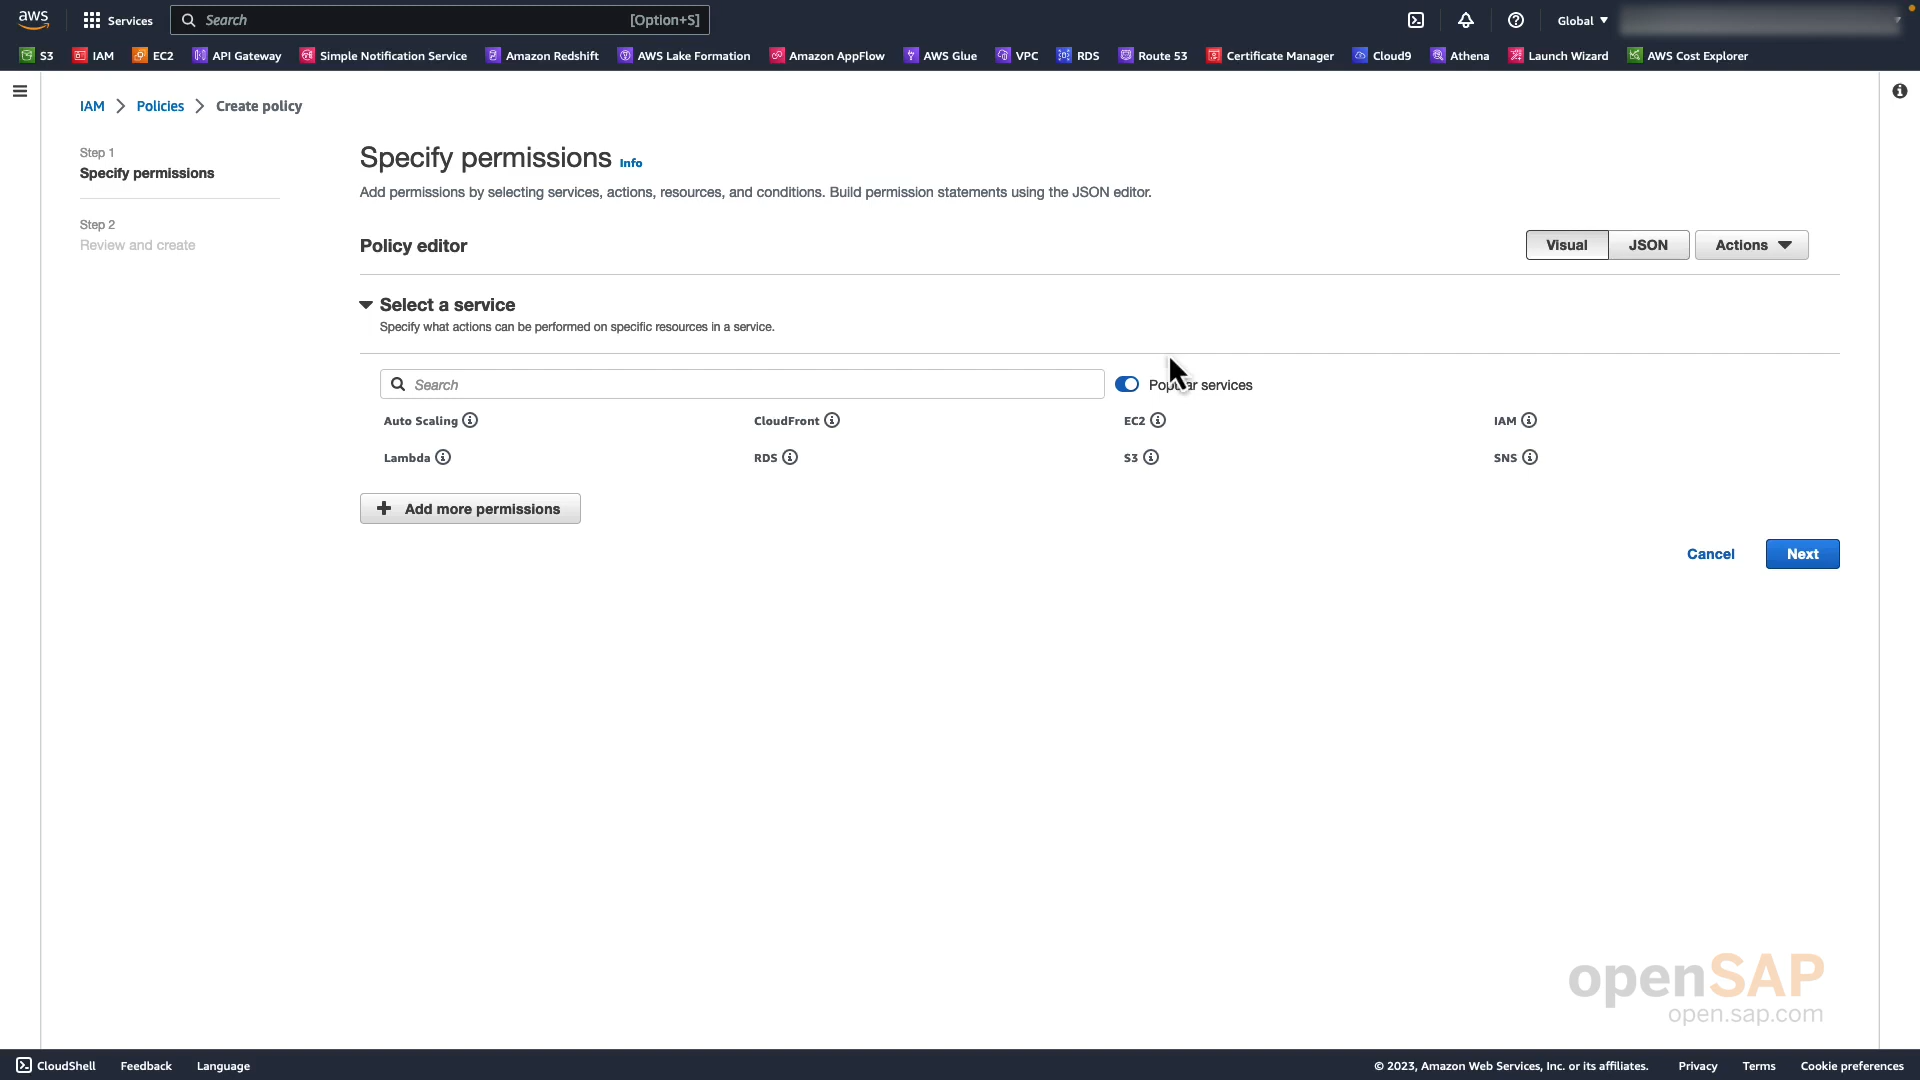 aws
Services
Search
[Option+S]
Global
S3
IAM
EC2
API Gateway
Simple Notification Service
Amazon Redshift
AWS Lake Formation
Amazon AppFlow
AWS Glue
VPC
RDS
Route 53
Certificate Manager
Cloud9
Athena
Launch Wizard
AWS Cost Explorer
IAM > Policies > Create policy
Step 1
Specify permissions
Step 2
Review and create
Specify permissions Info
Add permissions by selecting services, actions, resources, and conditions. Build permission statements using the JSON editor.
Policy editor
Visual
JSON
Actions
Select a service
Specify what actions can be performed on specific resources in a service.
Search
Popular services
Auto Scaling
CloudFront
EC2
IAM
Lambda
RDS
S3
SNS
Add more permissions
Cancel
Next
openSAP
open.sap.com
CloudShell
Feedback
Language
© 2023, Amazon Web Services, Inc. or its affiliates.
Privacy
Terms
Cookie preferences